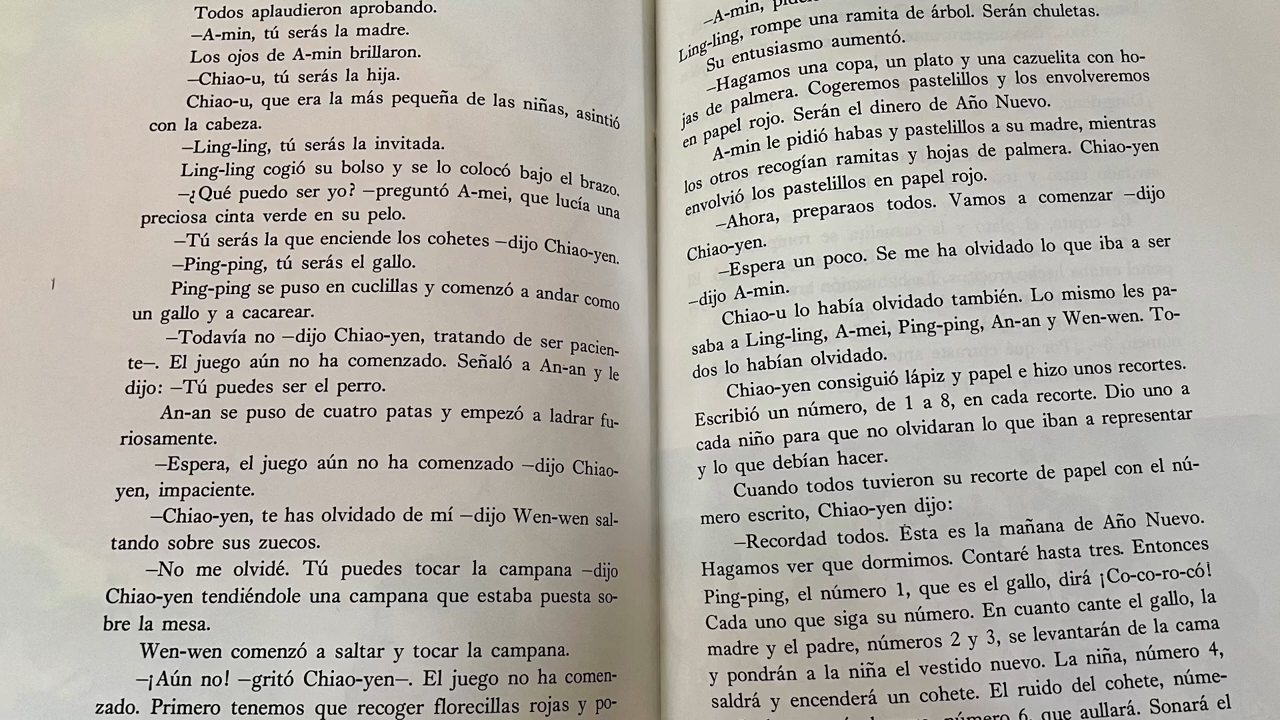 Todos aplaudieron aprobando.
—A-min, tú serás la madre.
Los ojos de A-min brillaron.
—Chiao-u, tú serás la hija.
Chiao-u, que era la más pequeña de las niñas, asintió
con la cabeza.
—Ling-ling, tú serás la invitada.
Ling-ling cogió su bolso y se lo colocó bajo el brazo.
—¿Qué puedo ser yo? —preguntó A-mei, que lucía una
preciosa cinta verde en su pelo.
—Tú serás la que enciende los cohetes —dijo Chiao-yen.
—Ping-ping, tú serás el gallo.
Ping-ping se puso en cuclillas y comenzó a andar como
un gallo y a cacarear.
—Todavía no —dijo Chiao-yen, tratando de ser pacien-
te—. El juego aún no ha comenzado. Señaló a An-an y le
dijo: —Tú puedes ser el perro.
An-an se puso de cuatro patas y empezó a ladrar fu-
riosamente.
—Espera, el juego aún no ha comenzado —dijo Chiao-
yen, impaciente.
—Chiao-yen, te has olvidado de mí —dijo Wen-wen sal-
tando sobre sus zuecos.
—No me olvidé. Tú puedes tocar la campana —dijo
Chiao-yen tendiéndole una campana que estaba puesta so-
bre la mesa.
Wen-wen comenzó a saltar y tocar la campana.
—¡Aún no! —gritó Chiao-yen—. El juego no ha comen-
zado. Primero tenemos que recoger florecillas rojas y po-
—A-min,
Ling-ling, rompe una ramita de árbol. Serán chuletas.
Su entusiasmo aumentó.
—Hagamos una copa, un plato y una cazuelita con ho-
jas de palmera. Cogeremos pastelillos y los envolveremos
en papel rojo. Serán el dinero de Año Nuevo.
A-min le pidió habas y pastelillos a su madre, mientras
los otros recogían ramitas y hojas de palmera. Chiao-yen
envolvió los pastelillos en papel rojo.
—Ahora, preparaos todos. Vamos a comenzar —dijo
Chiao-yen.
—Espera un poco. Se me ha olvidado lo que iba a ser
—dijo A-min.
Chiao-u lo había olvidado también. Lo mismo les pa-
saba a Ling-ling, A-mei, Ping-ping, An-an y Wen-wen. To-
dos lo habían olvidado.
Chiao-yen consiguió lápiz y papel e hizo unos recortes.
Escribió un número, de 1 a 8, en cada recorte. Dio uno a
cada niño para que no olvidaran lo que iban a representar
y lo que debían hacer.
Cuando todos tuvieron su recorte de papel con el nú-
mero escrito, Chiao-yen dijo:
—Recordad todos. Ésta es la mañana de Año Nuevo.
Hagamos ver que dormimos. Contaré hasta tres. Entonces
Ping-ping, el número 1, que es el gallo, dirá ¡Co-co-ro-có!
Cada uno que siga su número. En cuanto cante el gallo, la
madre y el padre, números 2 y 3, se levantarán de la cama
y pondrán a la niña el vestido nuevo. La niña, número 4,
saldrá y encenderá un cohete. El ruido del cohete, núme-
número 6, que aullará. Sonará el